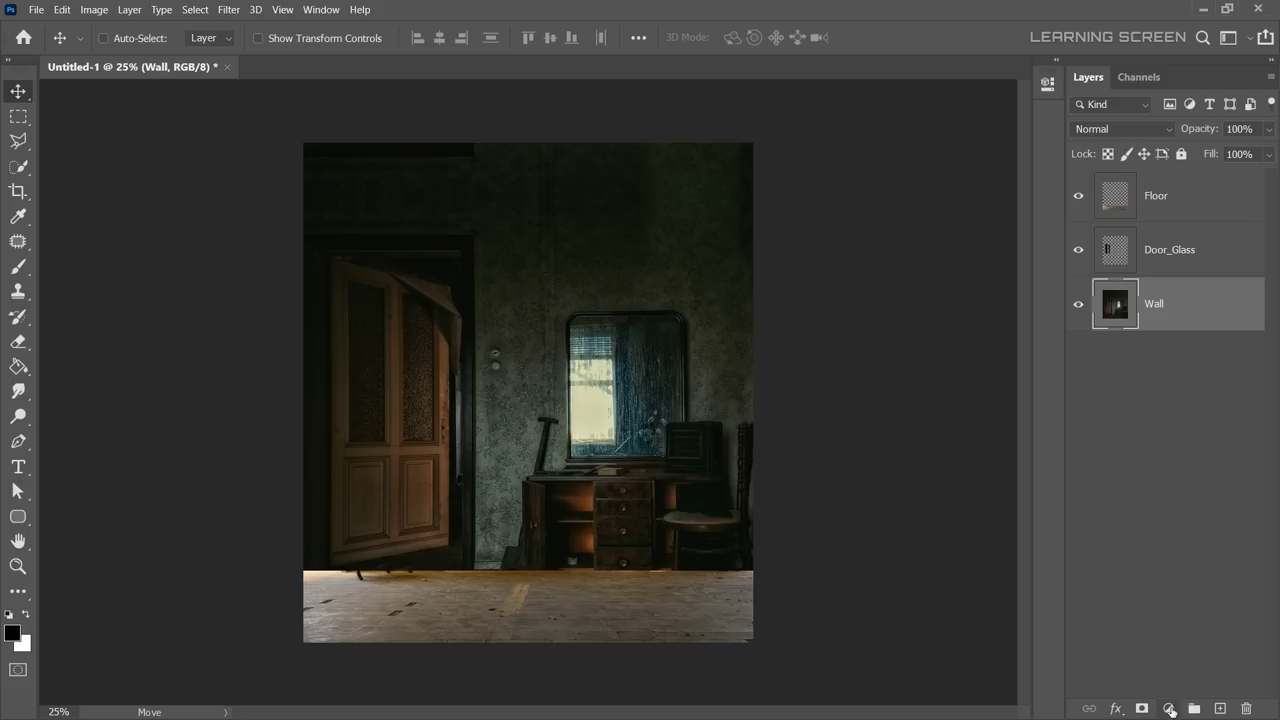 Ps File Edit Image Layer Type Select Filter 3D View Window Help
Auto-Select: Layer Show Transform Controls 3D Mode: LEARNING SCREEN
Untitled-1 @ 25% (Wall, RGB/8) *
Layers Channels
Kind
Normal Opacity: 100%
Lock: Fill: 100%
Floor
Door_Glass
Wall
25% Move